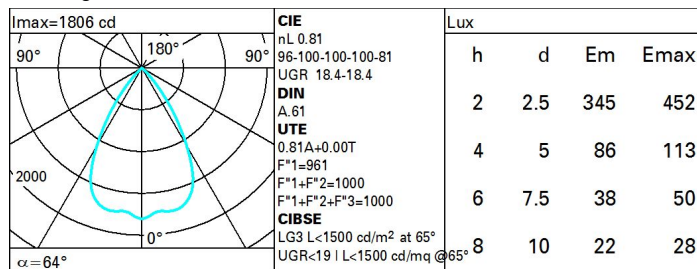 Imax=1806 cd
90° 180° 90°
2000
0°
α=64°
CIE
nL 0.81
96-100-100-100-81
UGR 18.4-18.4
DIN
A.61
UTE
0.81A+0.00T
F"1=961
F"1+F"2=1000
F"1+F"2+F"3=1000
CIBSE
LG3 L<1500 cd/m² at 65°
UGR<19 | L<1500 cd/mq @65°
Lux
h d Em Emax
2 2.5 345 452
4 5 86 113
6 7.5 38 50
8 10 22 28